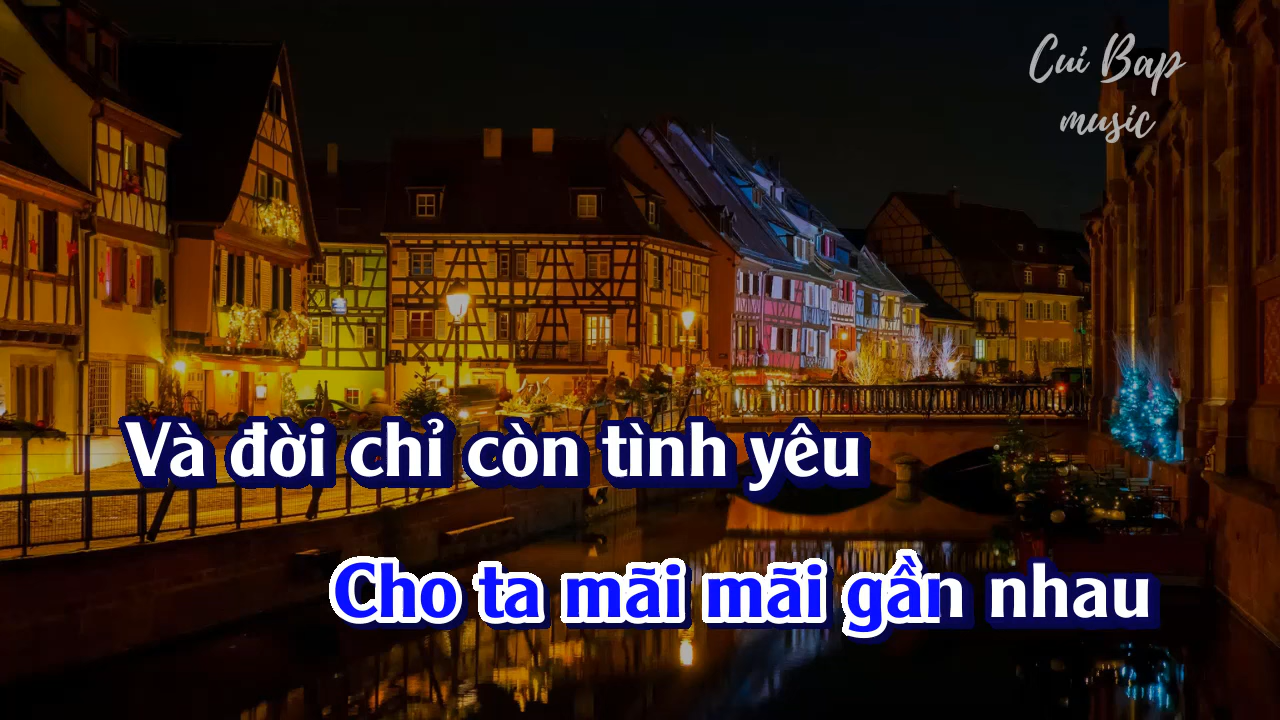 Cui Bap
music
Và đời chỉ còn tình yêu
Cho ta mãi mãi gần nhau